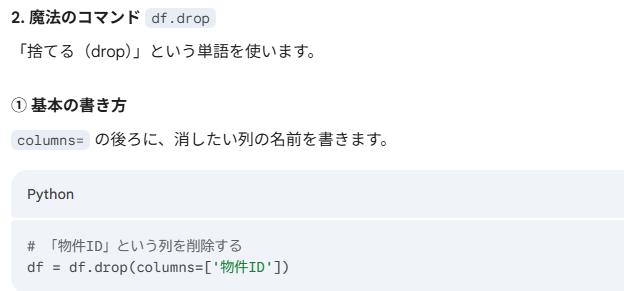 2. 魔法のコマンド df.drop
「捨てる（drop）」という単語を使います。
① 基本の書き方
columns= の後ろに、消したい列の名前を書きます。
Python
# 「物件ID」という列を削除する
df = df.drop(columns=['物件ID'])